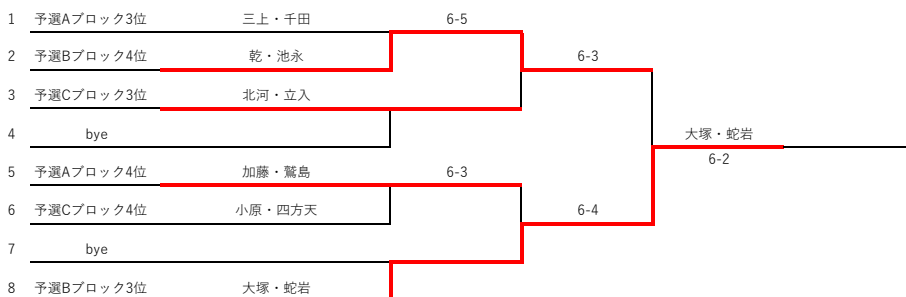 1 予選Aブロック3位 三上・千田 6-5
2 予選Bブロック4位 乾・池永 6-3
3 予選Cブロック3位 北河・立入
4 bye 大塚・蛇岩
6-2
5 予選Aブロック4位 加藤・鷲島 6-3
6 予選Cブロック4位 小原・四方天 6-4
7 bye
8 予選Bブロック3位 大塚・蛇岩